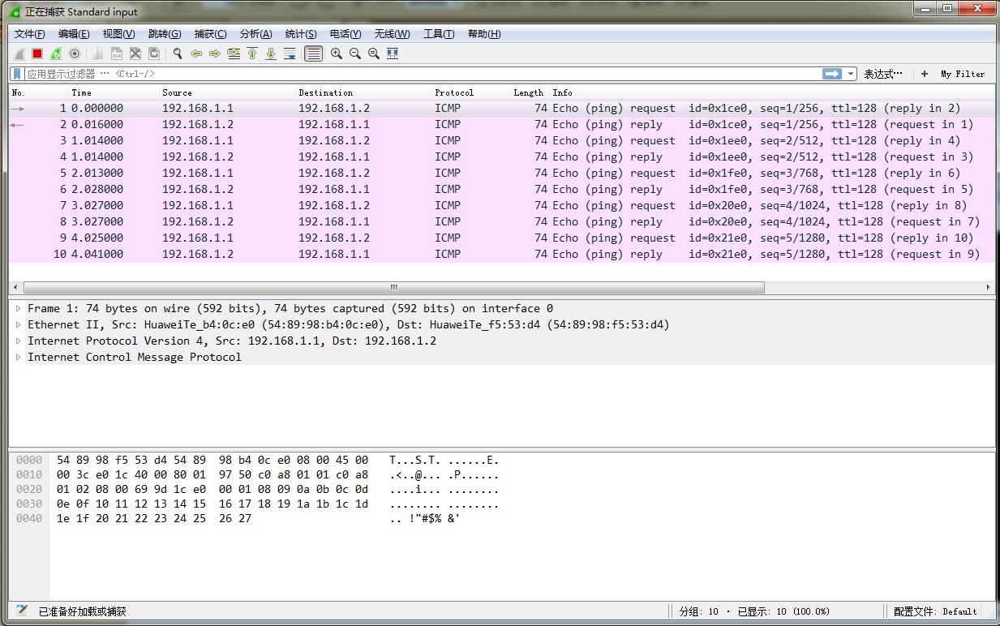 正在捕获 Standard input
文件(F) 编辑(E) 视图(V) 跳转(G) 捕获(C) 分析(A) 统计(S) 电话(Y) 无线(W) 工具(T) 帮助(H)
应用显示过滤器 … <Ctrl-/> 表达式… + My Filter
No. Time Source Destination Protocol Length Info
1 0.000000 192.168.1.1 192.168.1.2 ICMP 74 Echo (ping) request id=0x1ce0, seq=1/256, ttl=128 (reply in 2)
2 0.016000 192.168.1.2 192.168.1.1 ICMP 74 Echo (ping) reply id=0x1ce0, seq=1/256, ttl=128 (request in 1)
3 1.014000 192.168.1.1 192.168.1.2 ICMP 74 Echo (ping) request id=0x1ee0, seq=2/512, ttl=128 (reply in 4)
4 1.014000 192.168.1.2 192.168.1.1 ICMP 74 Echo (ping) reply id=0x1ee0, seq=2/512, ttl=128 (request in 3)
5 2.013000 192.168.1.1 192.168.1.2 ICMP 74 Echo (ping) request id=0x1fe0, seq=3/768, ttl=128 (reply in 6)
6 2.028000 192.168.1.2 192.168.1.1 ICMP 74 Echo (ping) reply id=0x1fe0, seq=3/768, ttl=128 (request in 5)
7 3.027000 192.168.1.1 192.168.1.2 ICMP 74 Echo (ping) request id=0x20e0, seq=4/1024, ttl=128 (reply in 8)
8 3.027000 192.168.1.2 192.168.1.1 ICMP 74 Echo (ping) reply id=0x20e0, seq=4/1024, ttl=128 (request in 7)
9 4.025000 192.168.1.1 192.168.1.2 ICMP 74 Echo (ping) request id=0x21e0, seq=5/1280, ttl=128 (reply in 10)
10 4.041000 192.168.1.2 192.168.1.1 ICMP 74 Echo (ping) reply id=0x21e0, seq=5/1280, ttl=128 (request in 9)
Frame 1: 74 bytes on wire (592 bits), 74 bytes captured (592 bits) on interface 0
Ethernet II, Src: HuaweiTe_b4:0c:e0 (54:89:98:b4:0c:e0), Dst: HuaweiTe_f5:53:d4 (54:89:98:f5:53:d4)
Internet Protocol Version 4, Src: 192.168.1.1, Dst: 192.168.1.2
Internet Control Message Protocol
0000 54 89 98 f5 53 d4 54 89 98 b4 0c e0 08 00 45 00 T...S.T. ......E.
0010 00 3c e0 1c 40 00 80 01 97 50 c0 a8 01 01 c0 a8 .<..@... .P......
0020 01 02 08 00 69 9d 1c e0 00 01 08 09 0a 0b 0c 0d ....i... ........
0030 0e 0f 10 11 12 13 14 15 16 17 18 19 1a 1b 1c 1d ........ ........
0040 1e 1f 20 21 22 23 24 25 26 27 .. !"#$% &'
已准备好加载或捕获 分组: 10 · 已显示: 10 (100.0%) 配置文件: Default